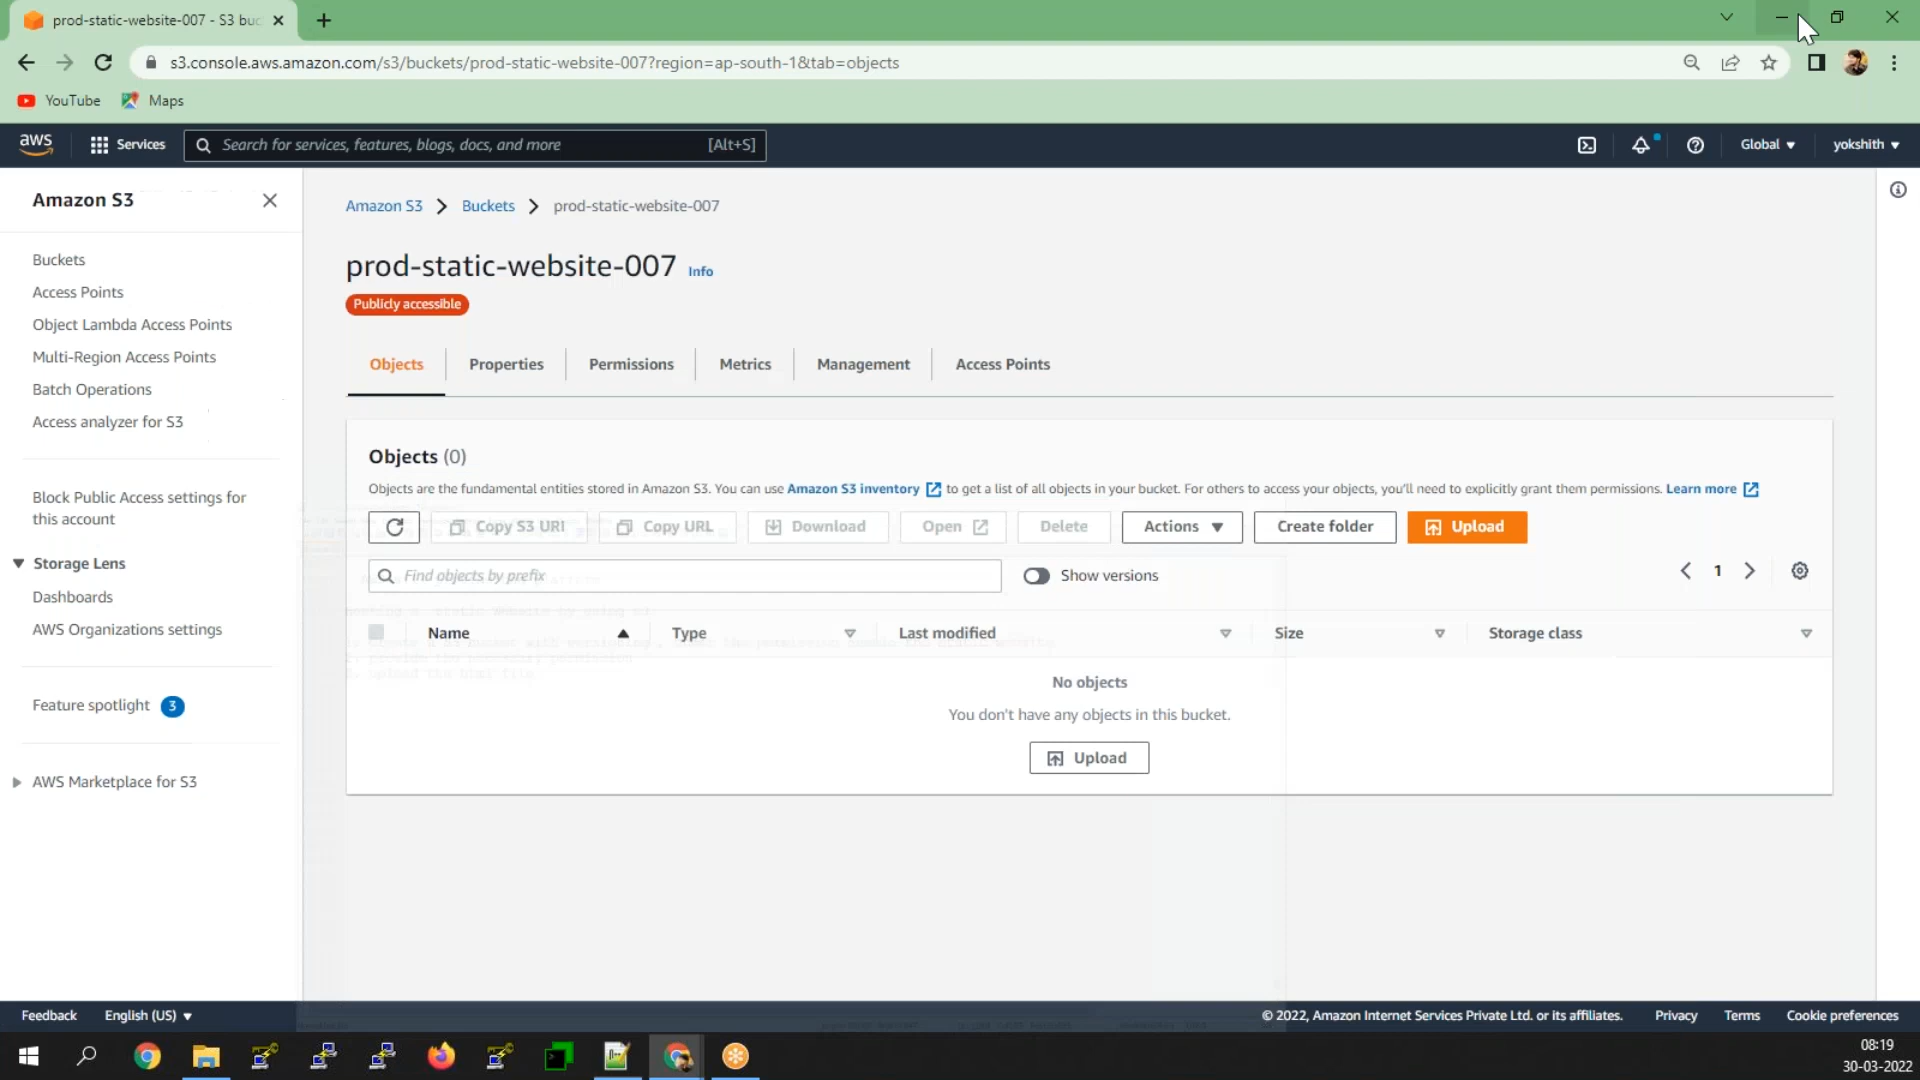 prod-static-website-007 - S3 buc
s3.console.aws.amazon.com/s3/buckets/prod-static-website-007?region=ap-south-1&tab=objects
YouTube
Maps
aws
Services
Search for services, features, blogs, docs, and more
[Alt+S]
Global
yokshith
Amazon S3
Buckets
Access Points
Object Lambda Access Points
Multi-Region Access Points
Batch Operations
Access analyzer for S3
Block Public Access settings for
this account
Storage Lens
Dashboards
AWS Organizations settings
Feature spotlight 3
AWS Marketplace for S3
Amazon S3 > Buckets > prod-static-website-007
prod-static-website-007 Info
Publicly accessible
Objects
Properties
Permissions
Metrics
Management
Access Points
Objects (0)
Objects are the fundamental entities stored in Amazon S3. You can use Amazon S3 inventory to get a list of all objects in your bucket. For others to access your objects, you'll need to explicitly grant them permissions. Learn more
Copy S3 URI
Copy URL
Download
Open
Delete
Actions
Create folder
Upload
Find objects by prefix
Show versions
1
Name
Type
Last modified
Size
Storage class
3. upload the html file
No objects
You don't have any objects in this bucket.
Upload
Feedback
English (US)
© 2022, Amazon Internet Services Private Ltd. or its affiliates.
Privacy
Terms
Cookie preferences
08:19
30-03-2022